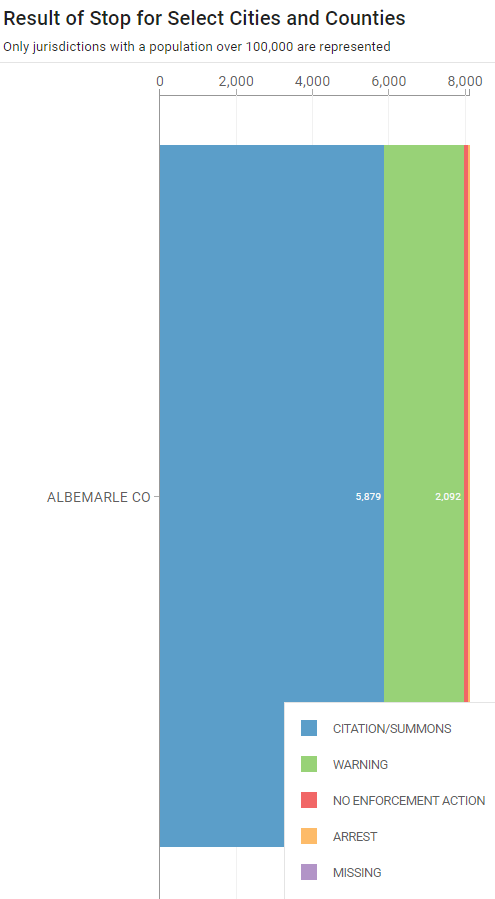 Result of Stop for Select Cities and Counties
Only jurisdictions with a population over 100,000 are represented
0 2,000 4,000 6,000 8,000
ALBEMARLE CO 5,879 2,092
CITATION/SUMMONS
WARNING
NO ENFORCEMENT ACTION
ARREST
MISSING